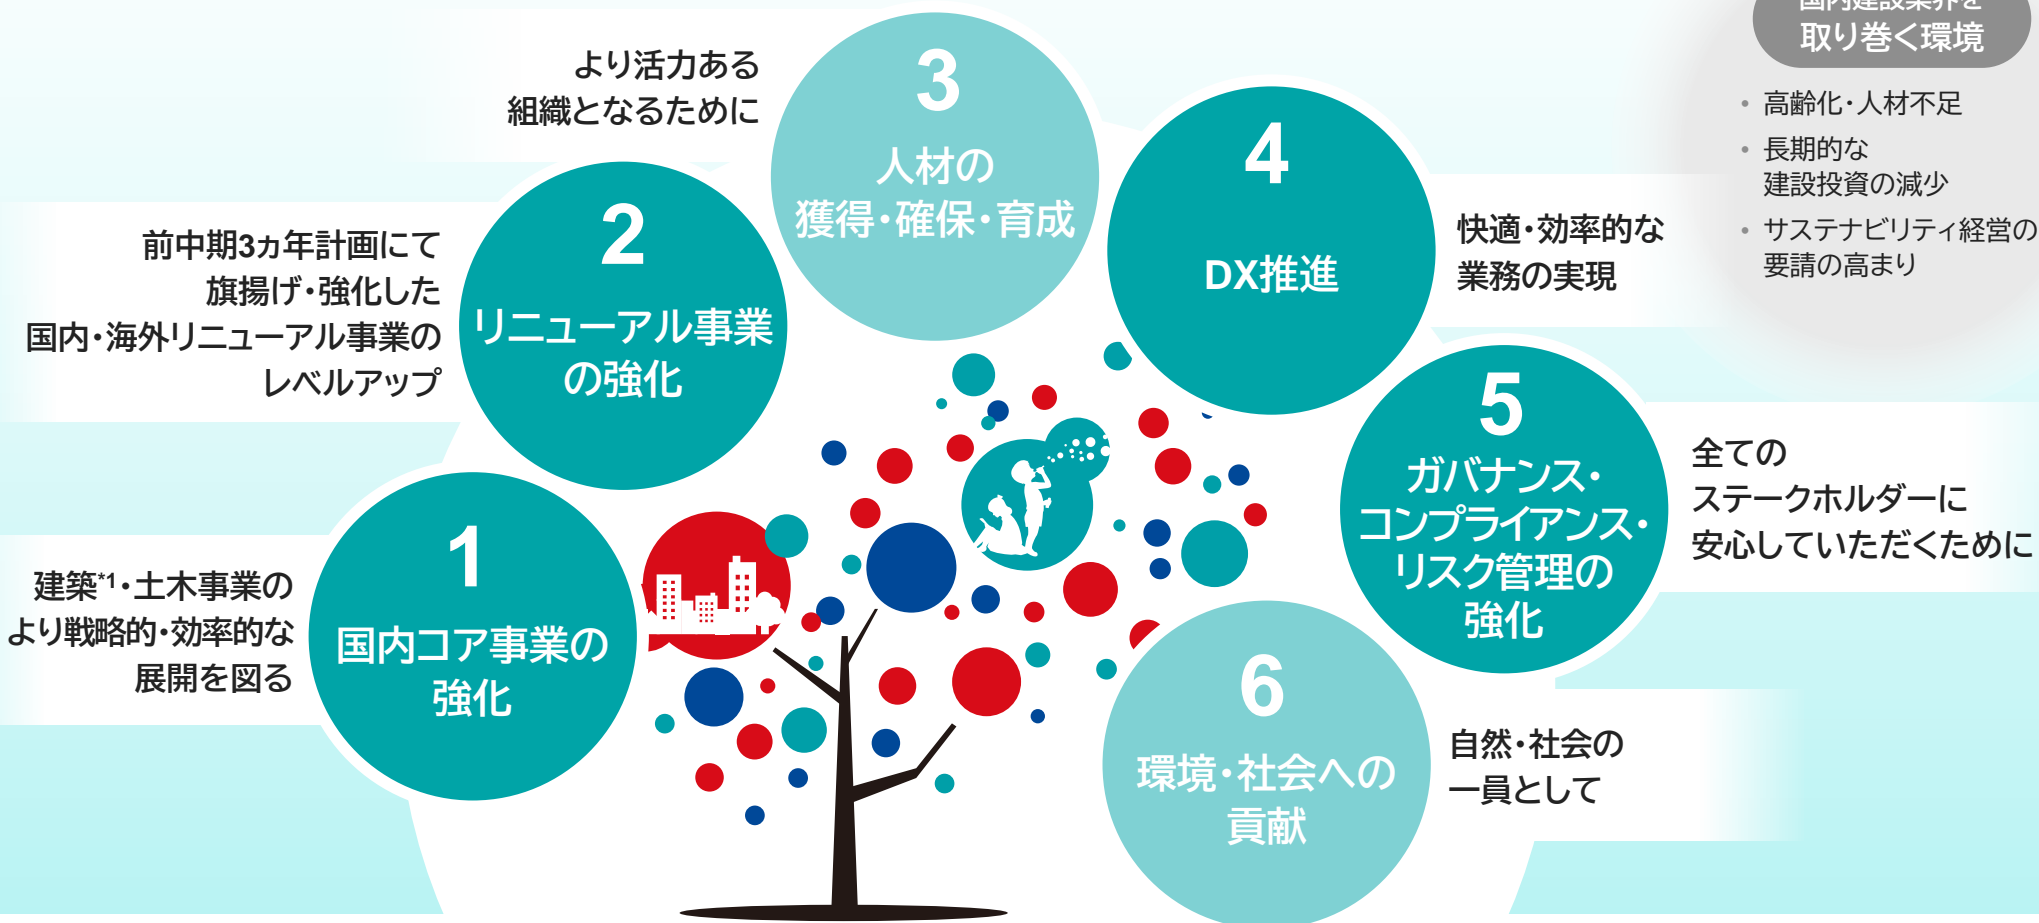 建築*1・土木事業の
より戦略的・効率的な
展開を図る
1
国内コア事業の
強化
前中期3ヵ年計画にて
旗揚げ・強化した
国内・海外リニューアル事業の
レベルアップ
2
リニューアル事業
の強化
より活力ある
組織となるために
3
人材の
獲得・確保・育成
4
DX推進
快適・効率的な
業務の実現
5
ガバナンス・
コンプライアンス・
リスク管理の
強化
全ての
ステークホルダーに
安心していただくために
6
環境・社会への
貢献
自然・社会の
一員として
国内建設業界を
取り巻く環境
・高齢化・人材不足
・長期的な
建設投資の減少
・サステナビリティ経営の
要請の高まり